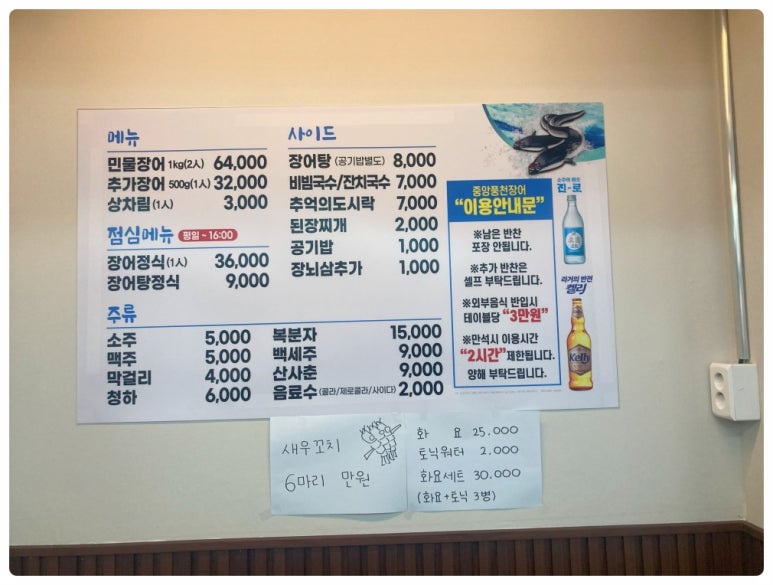 메뉴
민물장어 1kg(2인) 64,000
추가장어 500g(1인) 32,000
상차림(1인) 3,000
점심메뉴 평일 ~ 16:00
장어정식(1인) 36,000
장어탕정식 9,000
사이드
장어탕 (공기밥별도) 8,000
비빔국수/잔치국수 7,000
추억의도시락 7,000
된장찌개 2,000
공기밥 1,000
장뇌삼추가 1,000
주류
소주 5,000
맥주 5,000
막걸리 4,000
청하 6,000
복분자 15,000
백세주 9,000
산사춘 9,000
음료수 (콜라/제로콜라/사이다) 2,000
중앙풍천장어
"이용안내문"
※남은 반찬
포장 안됩니다.
※추가 반찬은
셀프 부탁드립니다.
※외부음식 반입시
테이블당 "3만원"
※만석시 이용시간
"2시간" 제한됩니다.
양해 부탁드립니다.
진-로
라거의 반전
켈리
Kelly
새우꼬치
6마리 만원
화요 25,000
토닉워터 2,000
화요세트 30,000
(화요+토닉 3병)